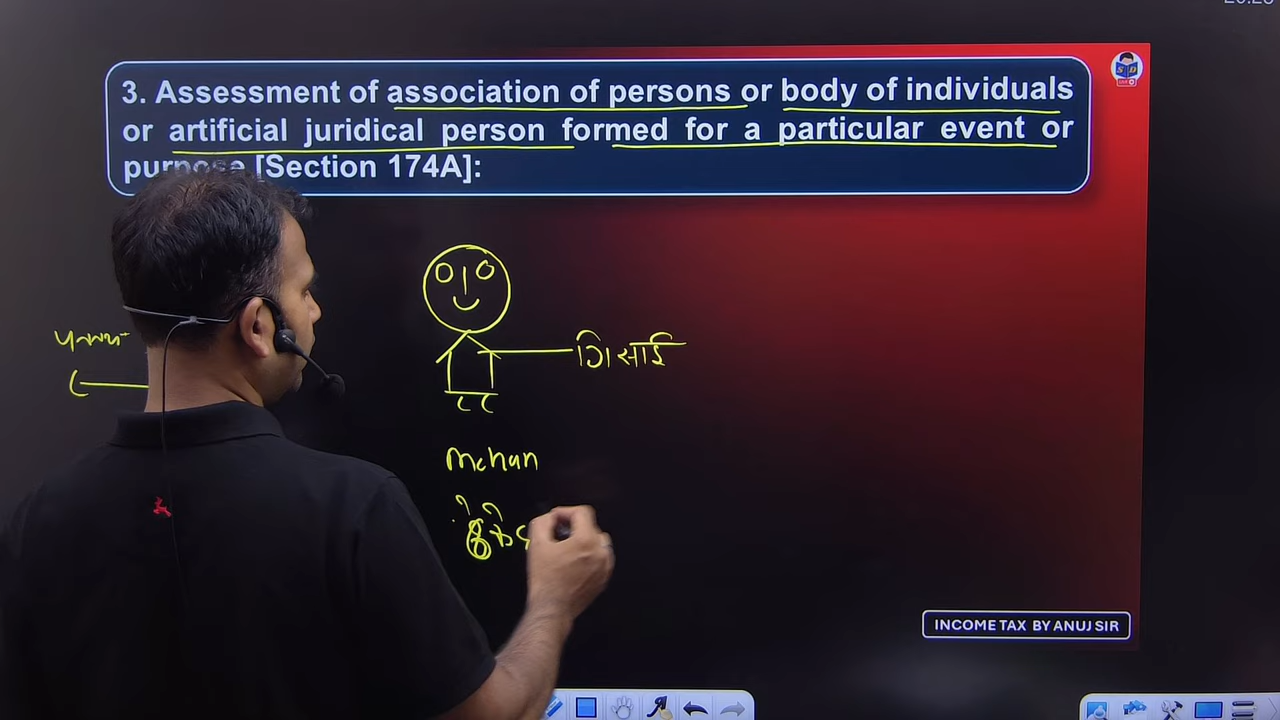 3. Assessment of association of persons or body of individuals
or artificial juridical person formed for a particular event or
purpose [Section 174A]:
Mohan
INCOME TAX BY ANUJ SIR